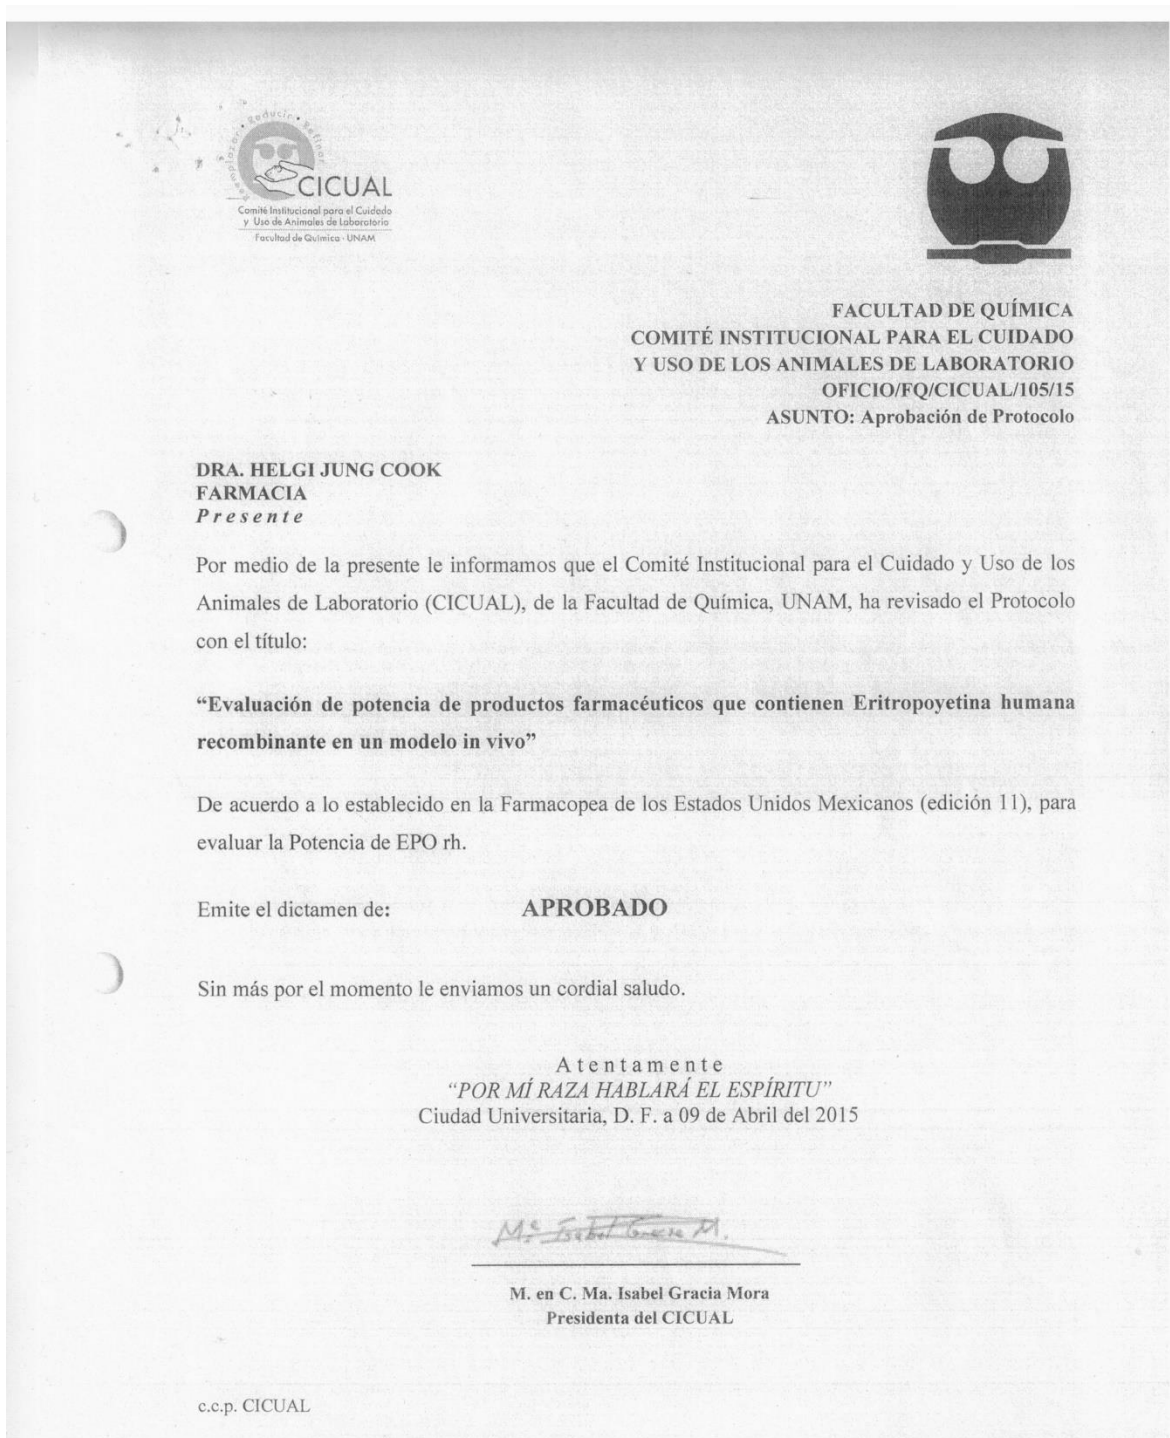 Reemplazar • Reducir • Refinar
CICUAL
Comité Institucional para el Cuidado
y Uso de Animales de Laboratorio
Facultad de Química - UNAM
FACULTAD DE QUÍMICA
COMITÉ INSTITUCIONAL PARA EL CUIDADO
Y USO DE LOS ANIMALES DE LABORATORIO
OFICIO/FQ/CICUAL/105/15
ASUNTO: Aprobación de Protocolo
DRA. HELGI JUNG COOK
FARMACIA
Presente
Por medio de la presente le informamos que el Comité Institucional para el Cuidado y Uso de los
Animales de Laboratorio (CICUAL), de la Facultad de Química, UNAM, ha revisado el Protocolo
con el título:
“Evaluación de potencia de productos farmacéuticos que contienen Eritropoyetina humana
recombinante en un modelo in vivo”
De acuerdo a lo establecido en la Farmacopea de los Estados Unidos Mexicanos (edición 11), para
evaluar la Potencia de EPO rh.
Emite el dictamen de: APROBADO
Sin más por el momento le enviamos un cordial saludo.
Atentamente
“POR MÍ RAZA HABLARÁ EL ESPÍRITU”
Ciudad Universitaria, D. F. a 09 de Abril del 2015
Mª Isabel Gracia M.
M. en C. Ma. Isabel Gracia Mora
Presidenta del CICUAL
c.c.p. CICUAL